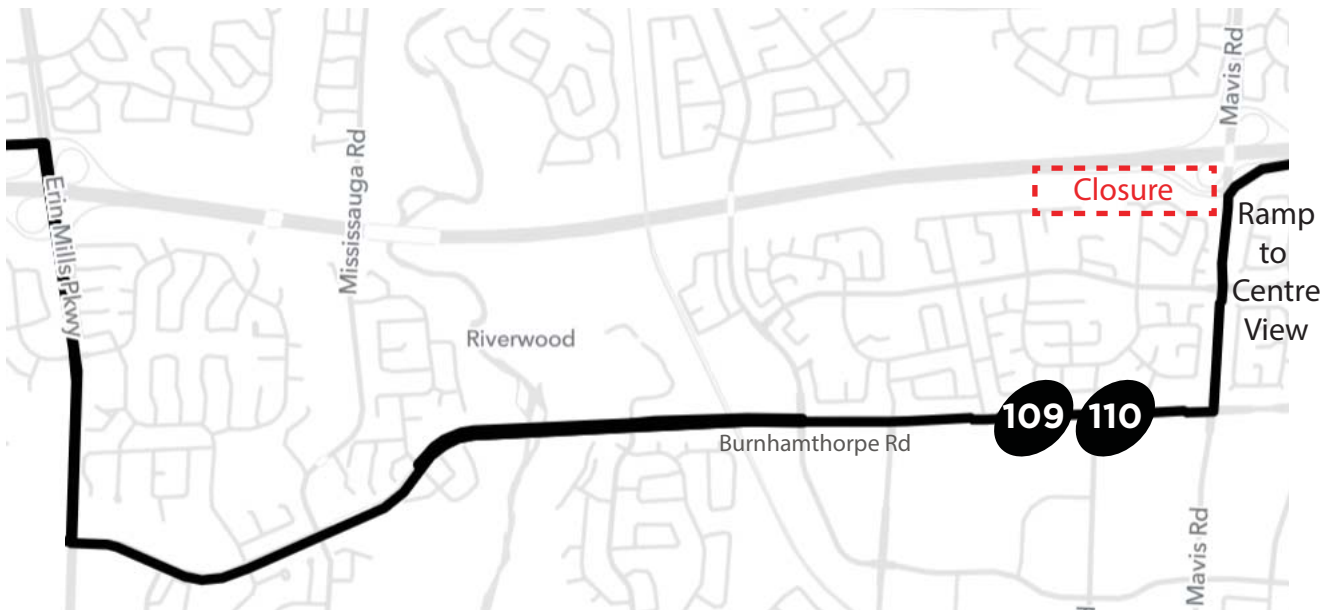 Mavis Rd
Mississauga Rd
Erin Mills Pkwy
Closure
Ramp
to
Centre
View
Riverwood
109
110
Burnhamthorpe Rd
Mavis Rd